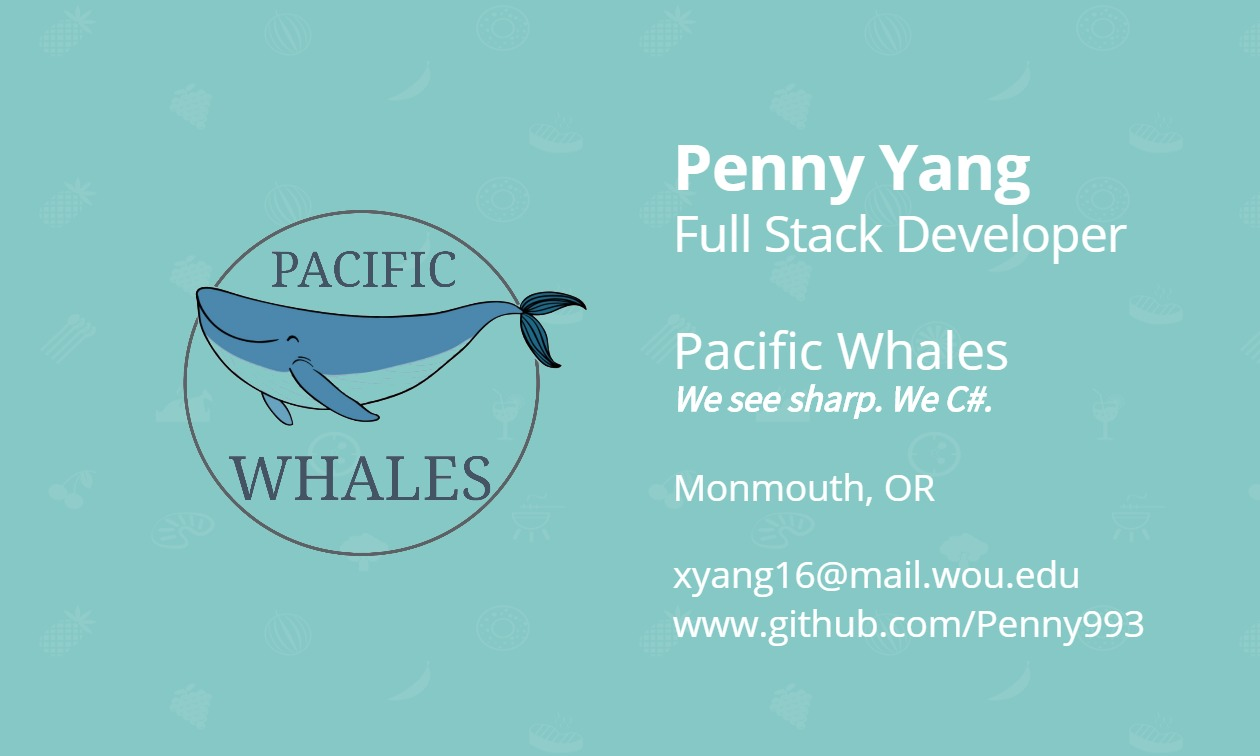 PACIFIC
WHALES
Penny Yang
Full Stack Developer
Pacific Whales
We see sharp. We C#.
Monmouth, OR
xyang16@mail.wou.edu
www.github.com/Penny993